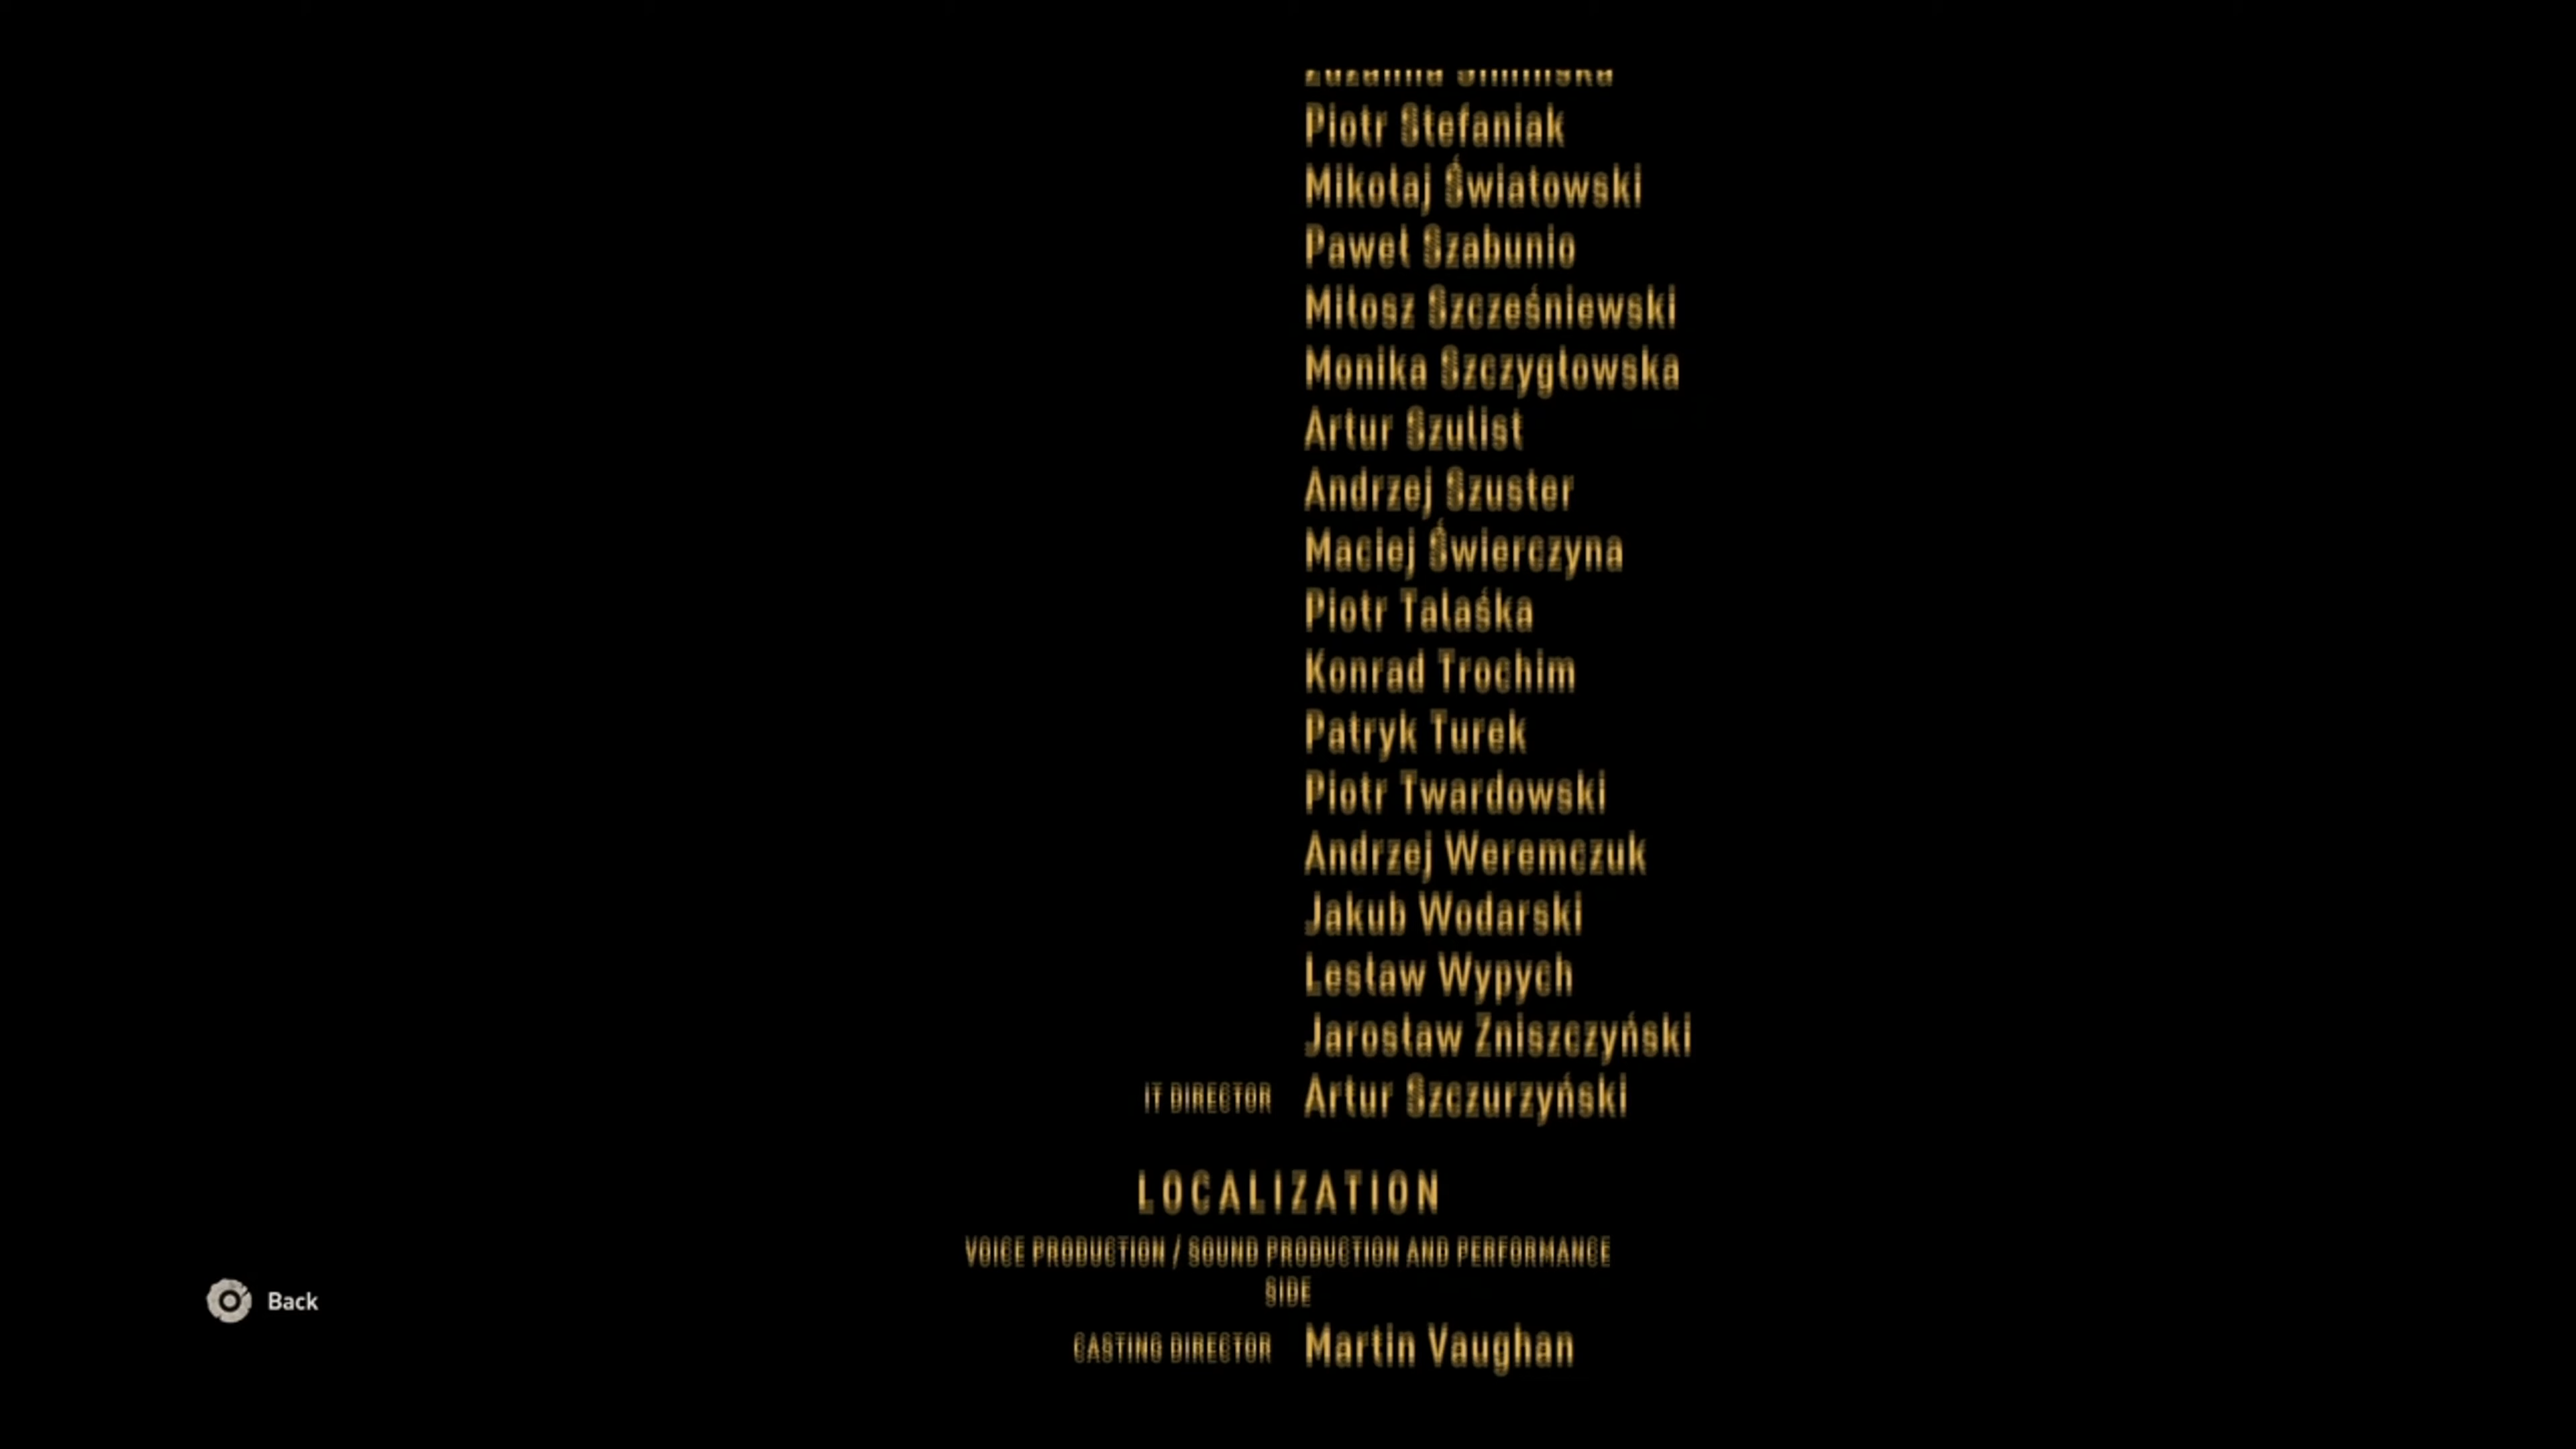 Piotr Stefaniak
Mikołaj Światowski
Paweł Szabunio
Miłosz Szcześniewski
Monika Szczygłowska
Artur Szulist
Andrzej Szuster
Maciej Świerczyna
Piotr Talaśka
Konrad Trochim
Patryk Turek
Piotr Twardowski
Andrzej Weremczuk
Jakub Wodarski
Lesław Wypych
Jarosław Zniszczyński
IT DIRECTOR Artur Szczurzyński
LOCALIZATION
VOICE PRODUCTION / SOUND PRODUCTION AND PERFORMANCE
SIDE
CASTING DIRECTOR Martin Vaughan
Back